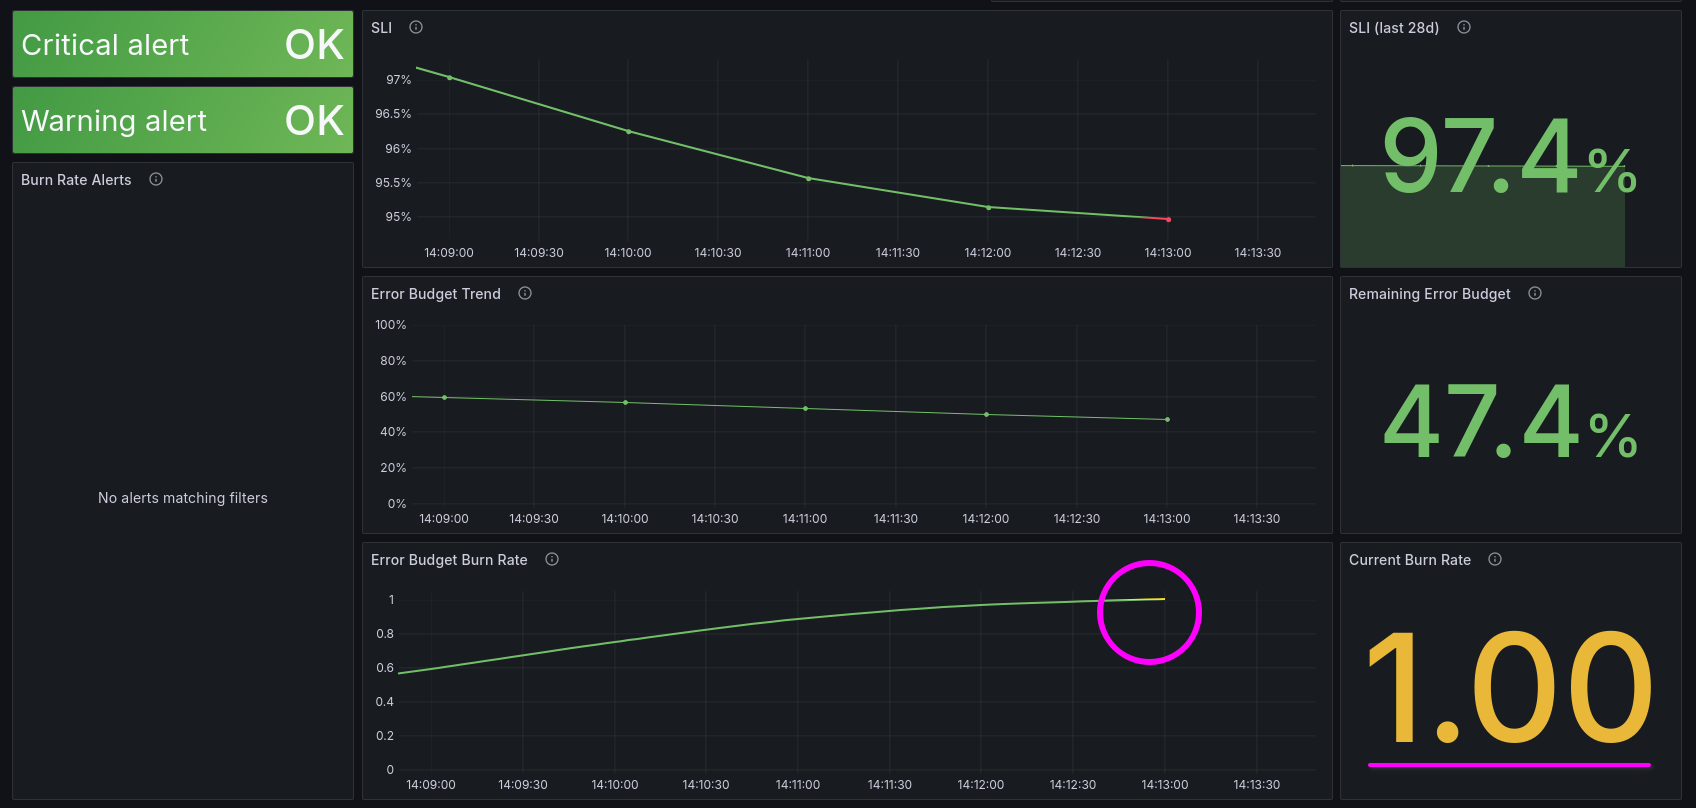 Critical alert OK
Warning alert OK
Burn Rate Alerts
No alerts matching filters
SLI
97%
96.5%
96%
95.5%
95%
14:09:00 14:09:30 14:10:00 14:10:30 14:11:00 14:11:30 14:12:00 14:12:30 14:13:00 14:13:30
SLI (last 28d)
97.4%
Error Budget Trend
100%
80%
60%
40%
20%
0%
14:09:00 14:09:30 14:10:00 14:10:30 14:11:00 14:11:30 14:12:00 14:12:30 14:13:00 14:13:30
Remaining Error Budget
47.4%
Error Budget Burn Rate
1
0.8
0.6
0.4
0.2
0
14:09:00 14:09:30 14:10:00 14:10:30 14:11:00 14:11:30 14:12:00 14:12:30 14:13:00 14:13:30
Current Burn Rate
1.00